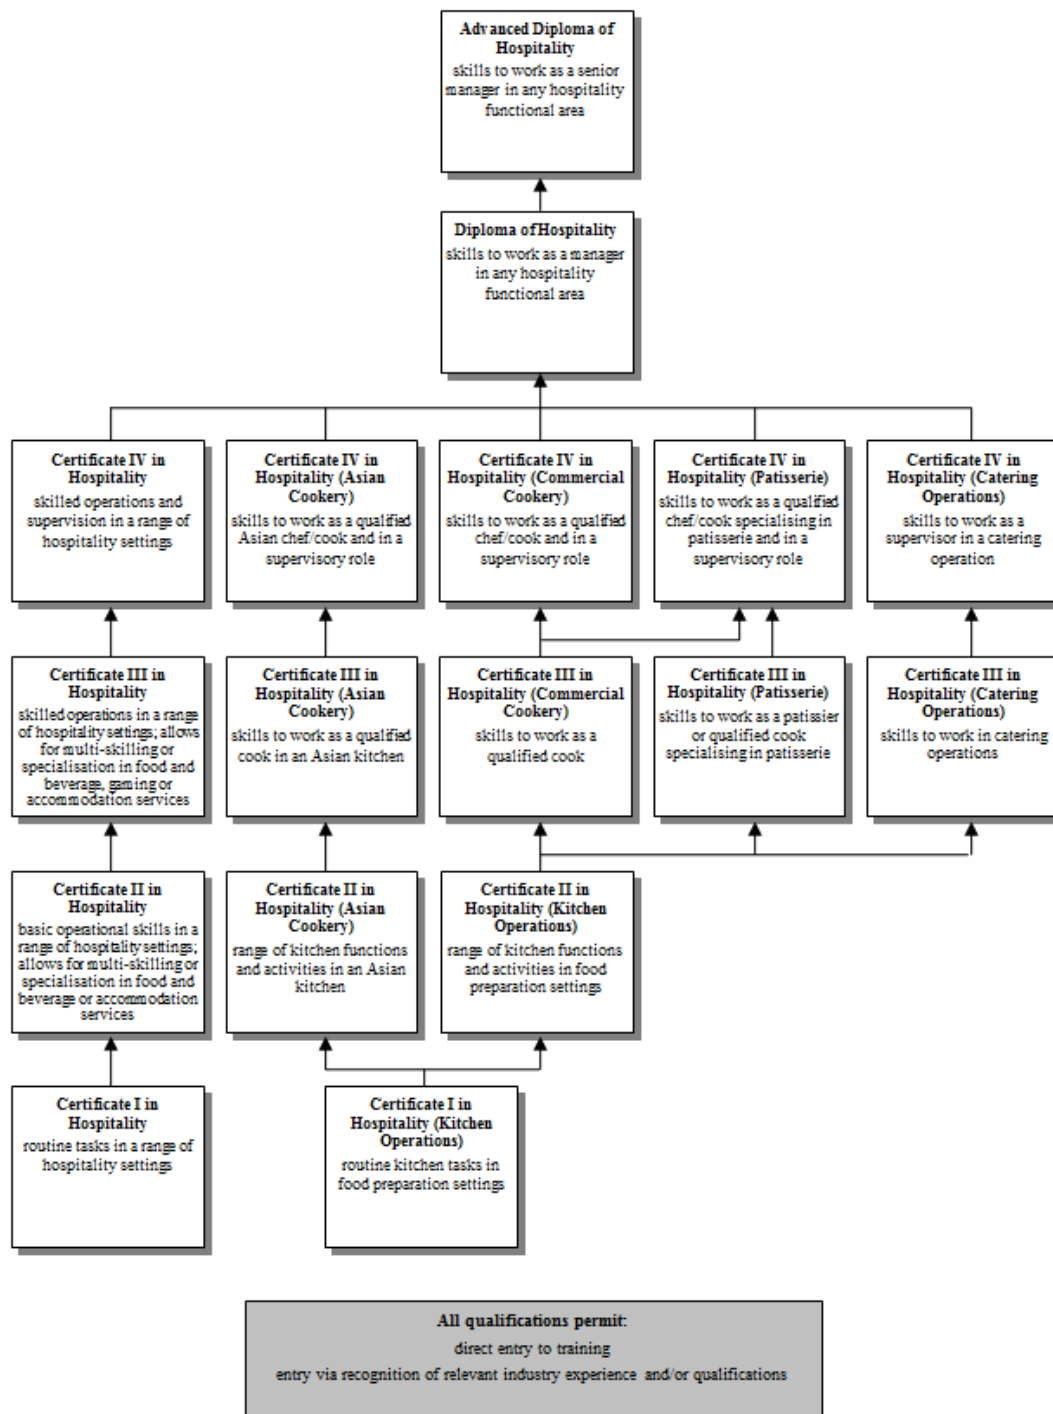 Advanced Diploma of
Hospitality
skills to work as a senior
manager in any hospitality
functional area
Diploma of Hospitality
skills to work as a manager
in any hospitality
functional area
Certificate IV in
Hospitality
skilled operations and
supervision in a range of
hospitality settings
Certificate IV in
Hospitality (Asian
Cookery)
skills to work as a qualified
Asian chef/cook and in a
supervisory role
Certificate IV in
Hospitality (Commercial
Cookery)
skills to work as a qualified
chef/cook and in a
supervisory role
Certificate IV in
Hospitality (Patisserie)
skills to work as a qualified
chef/cook specialising in
patisserie and in a
supervisory role
Certificate IV in
Hospitality (Catering
Operations)
skills to work as a
supervisor in a catering
operation
Certificate III in
Hospitality
skilled operations in a range
of hospitality settings; allows
for multi-skilling or
specialisation in food and
beverage, gaming or
accommodation services
Certificate III in
Hospitality (Asian
Cookery)
skills to work as a qualified
cook in an Asian kitchen
Certificate III in
Hospitality (Commercial
Cookery)
skills to work as a
qualified cook
Certificate III in
Hospitality (Patisserie)
skills to work as a patissier
or qualified cook
specialising in patisserie
Certificate III in
Hospitality (Catering
Operations)
skills to work in catering
operations
Certificate II in
Hospitality
basic operational skills in a
range of hospitality settings;
allows for multi-skilling or
specialisation in food and
beverage or accommodation
services
Certificate II in
Hospitality (Asian
Cookery)
range of kitchen functions
and activities in an Asian
kitchen
Certificate II in
Hospitality (Kitchen
Operations)
range of kitchen functions
and activities in food
preparation settings
Certificate I in
Hospitality
routine tasks in a range of
hospitality settings
Certificate I in
Hospitality (Kitchen
Operations)
routine kitchen tasks in
food preparation settings
All qualifications permit:
direct entry to training
entry via recognition of relevant industry experience and/or qualifications